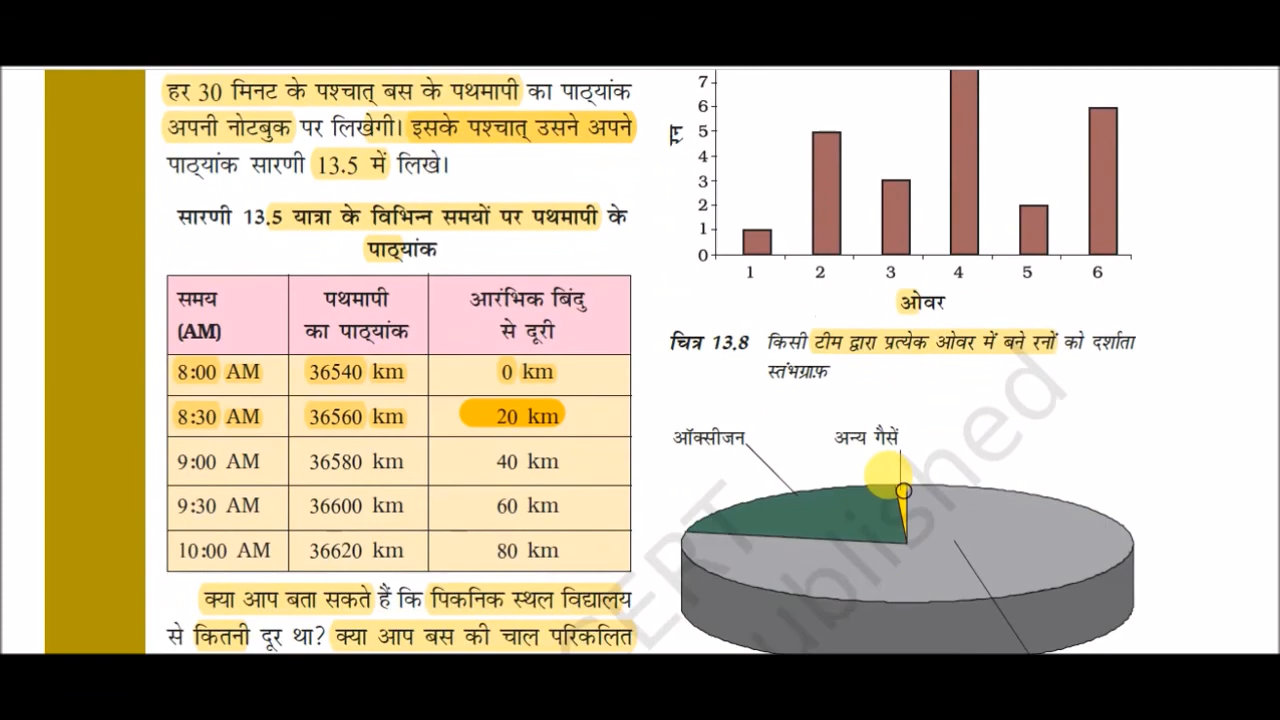 हर 30 मिनट के पश्चात् बस के पथमापी का पाठ्यांक
अपनी नोटबुक पर लिखेगी। इसके पश्चात् उसने अपने
पाठ्यांक सारणी 13.5 में लिखे।
सारणी 13.5 यात्रा के विभिन्न समयों पर पथमापी के
पाठ्यांक
समय (AM) पथमापी का पाठ्यांक आरंभिक बिंदु से दूरी
8:00 AM 36540 km 0 km
8:30 AM 36560 km 20 km
9:00 AM 36580 km 40 km
9:30 AM 36600 km 60 km
10:00 AM 36620 km 80 km
क्या आप बता सकते हैं कि पिकनिक स्थल विद्यालय
से कितनी दूर था? क्या आप बस की चाल परिकलित
7
6
5
4
3
2
1
0
रन
1 2 3 4 5 6
ओवर
चित्र 13.8 किसी टीम द्वारा प्रत्येक ओवर में बने रनों को दर्शाता
स्तंभग्राफ़
ऑक्सीजन
अन्य गैसें
CERT
ublished